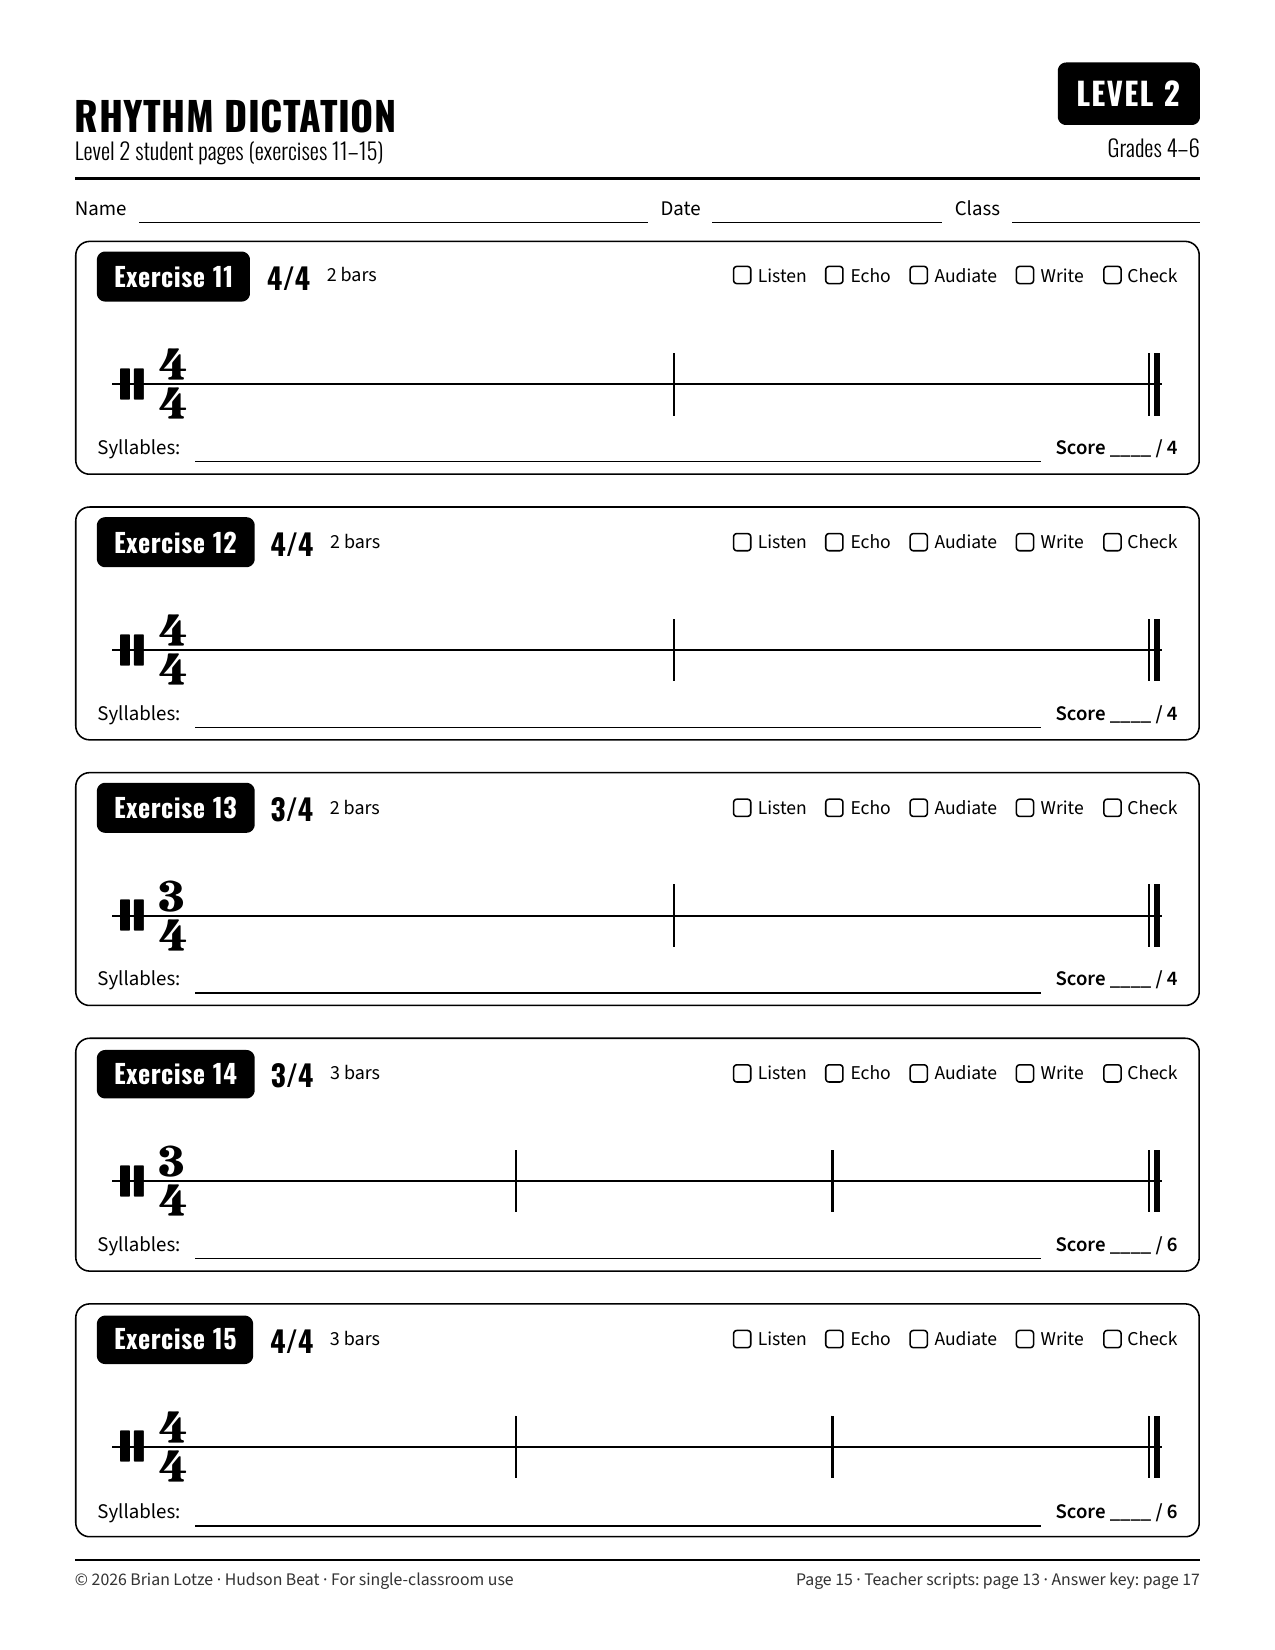 RHYTHM DICTATION
Level 2 student pages (exercises 11–15)
LEVEL 2
Grades 4–6
Name Date Class
Exercise 11 4/4 2 bars Listen Echo Audiate Write Check
4
4
Syllables: Score ____ / 4
Exercise 12 4/4 2 bars Listen Echo Audiate Write Check
4
4
Syllables: Score ____ / 4
Exercise 13 3/4 2 bars Listen Echo Audiate Write Check
3
4
Syllables: Score ____ / 4
Exercise 14 3/4 3 bars Listen Echo Audiate Write Check
3
4
Syllables: Score ____ / 6
Exercise 15 4/4 3 bars Listen Echo Audiate Write Check
4
4
Syllables: Score ____ / 6
© 2026 Brian Lotze · Hudson Beat · For single-classroom use Page 15 · Teacher scripts: page 13 · Answer key: page 17